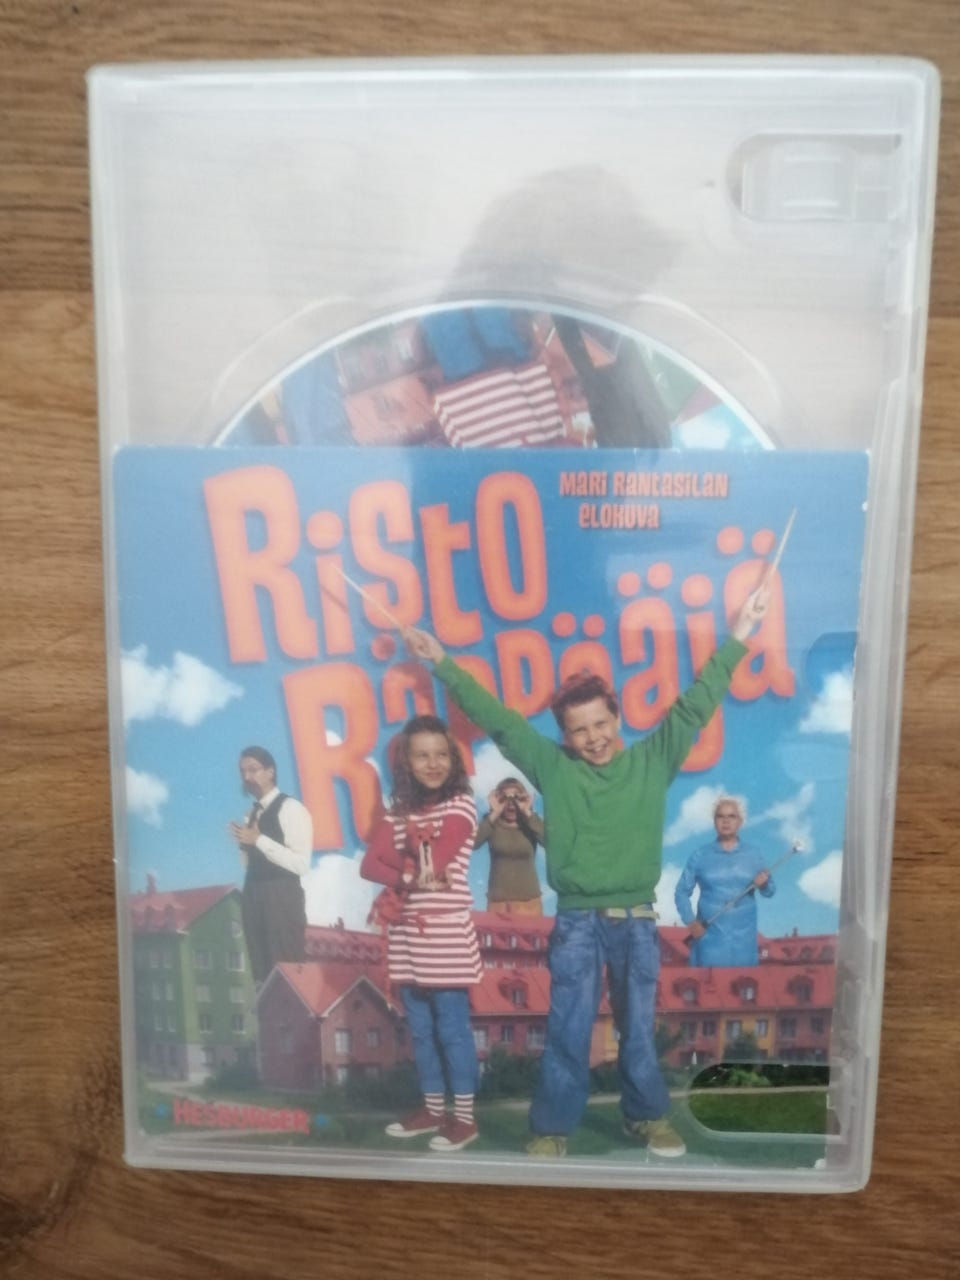 Risto
Räppääjä
Mari Rantasilan
elokuva
HESBURGER